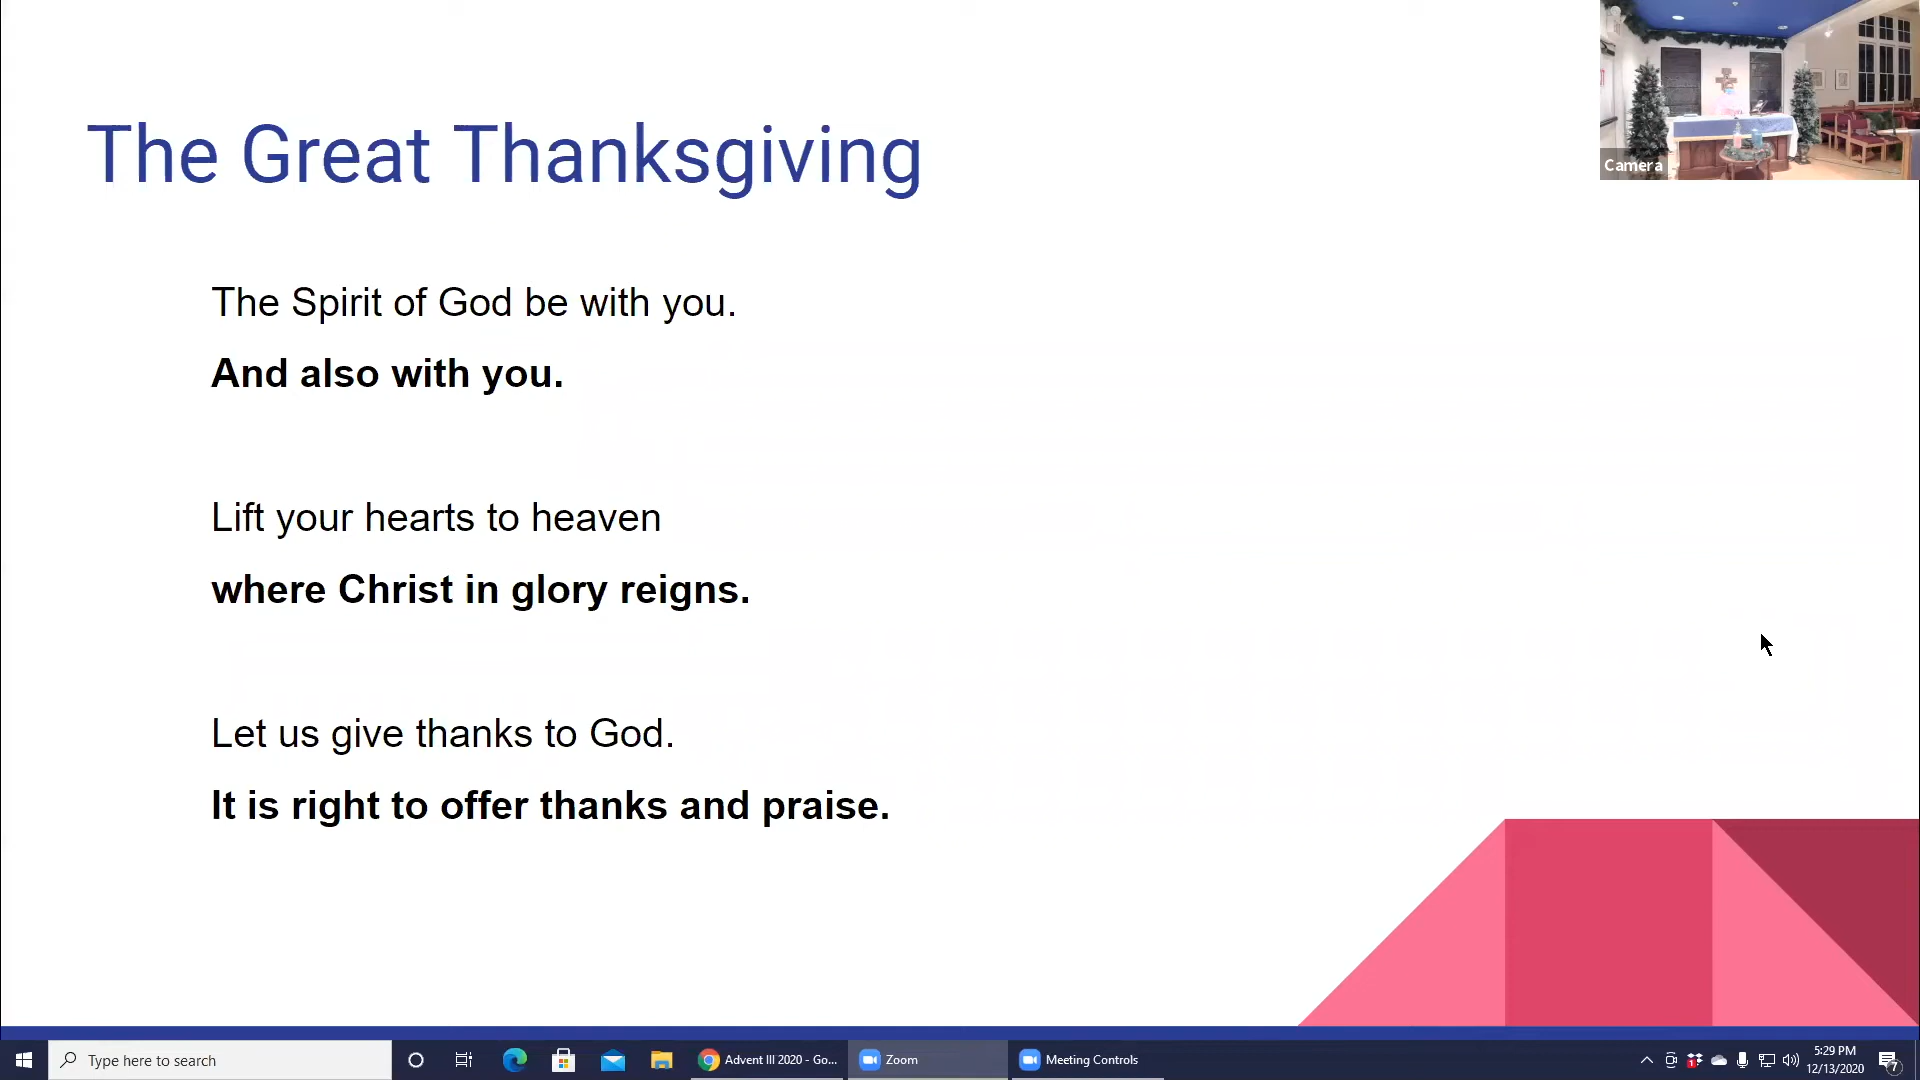 The Great Thanksgiving
The Spirit of God be with you.
And also with you.
Lift your hearts to heaven
where Christ in glory reigns.
Let us give thanks to God.
It is right to offer thanks and praise.
Camera
Type here to search
Advent III 2020 - Go...
Zoom
Meeting Controls
1
5:29 PM
12/13/2020
7